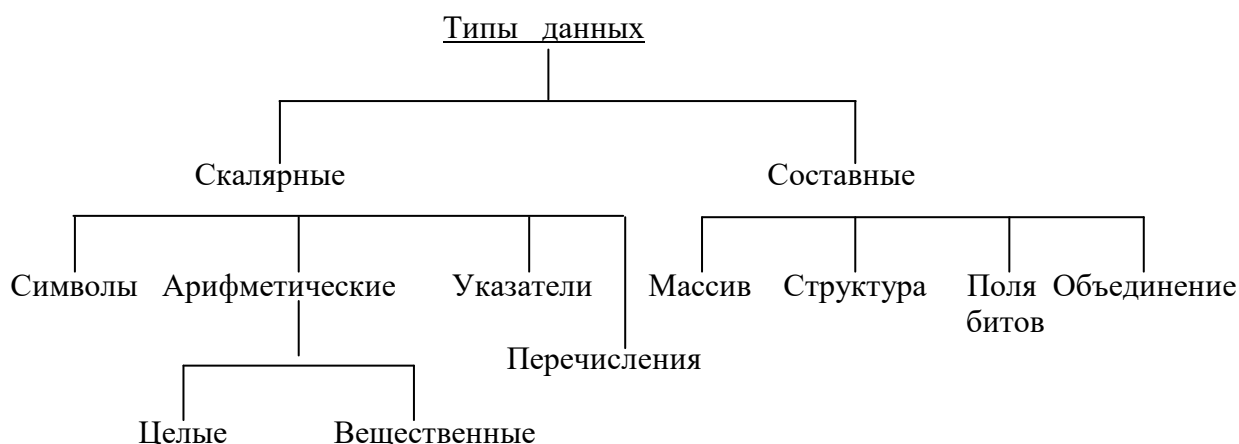 Типы данных
Скалярные Составные
Символы Арифметические Указатели Массив Структура Поля битов Объединение
Перечисления
Целые Вещественные